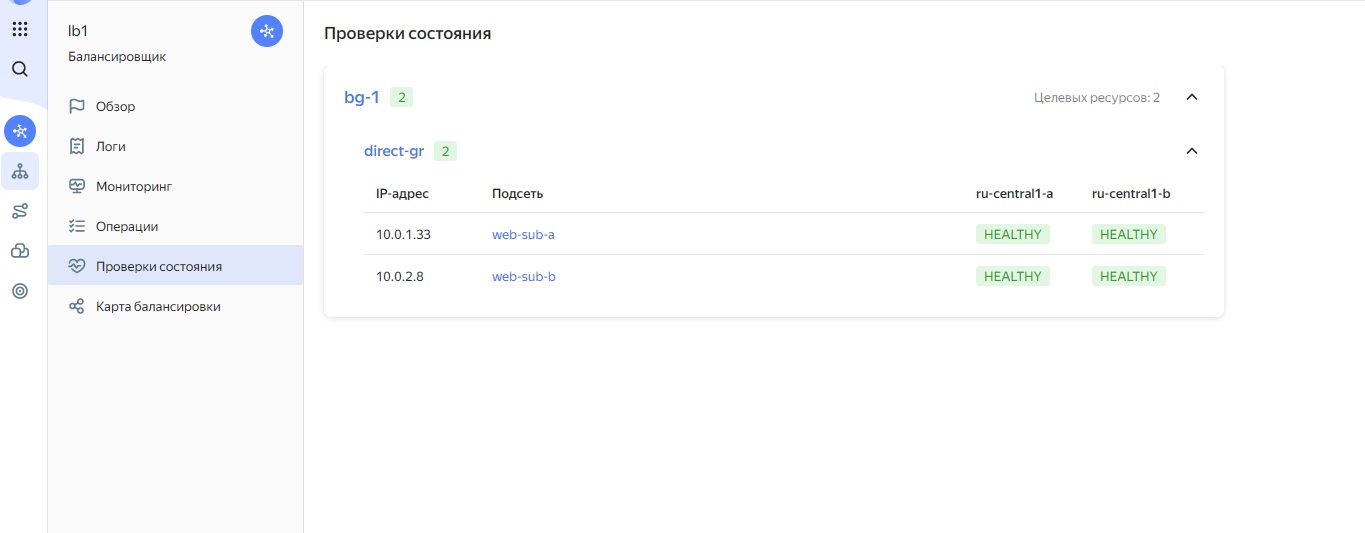 lb1
Балансировщик
Обзор
Логи
Мониторинг
Операции
Проверки состояния
Карта балансировки
Проверки состояния
bg-1 2 Целевых ресурсов: 2
direct-gr 2
IP-адрес Подсеть ru-central1-a ru-central1-b
10.0.1.33 web-sub-a HEALTHY HEALTHY
10.0.2.8 web-sub-b HEALTHY HEALTHY